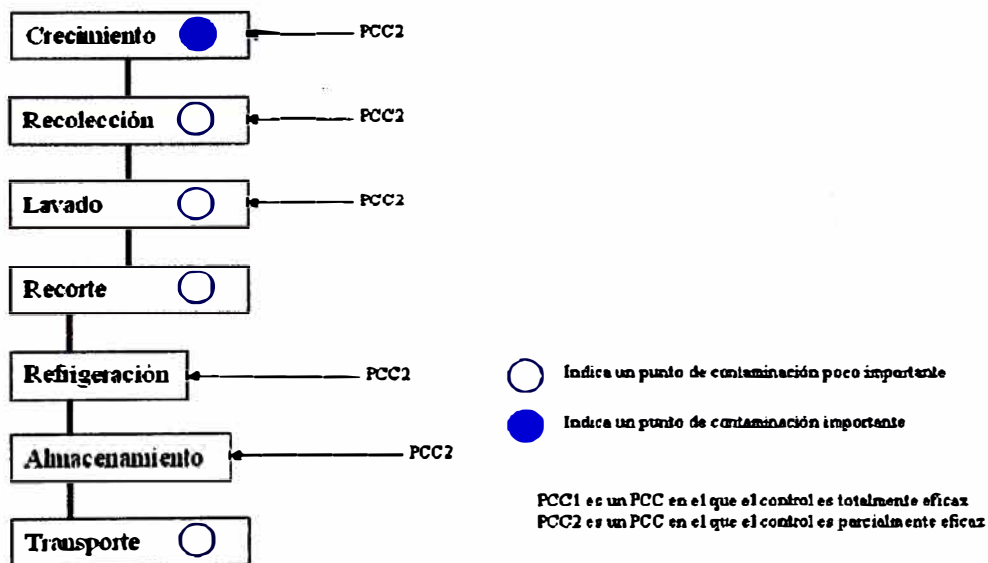 Crecimiento
PCC2
Recolección
PCC2
Lavado
PCC2
Recorte
Refrigeración
PCC2
Almacenamiento
PCC2
Transporte
Indica un punto de contaminación poco importante
Indica un punto de contaminación importante
PCC1 es un PCC en el que el control es totalmente eficaz
PCC2 es un PCC en el que el control es parcialmente eficaz